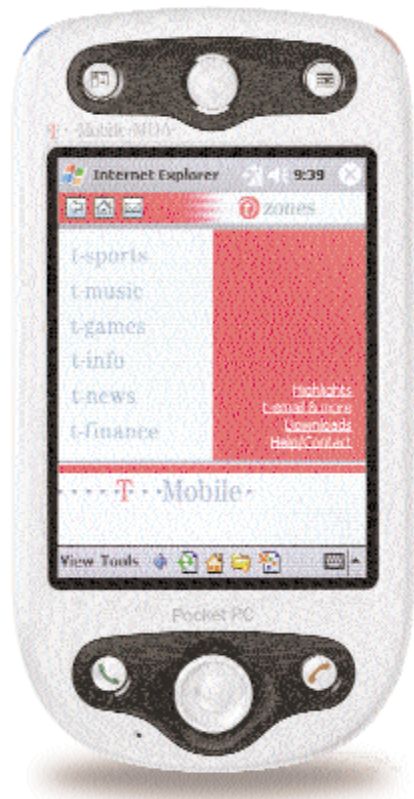 T · · Mobile MDA ·
Internet Explorer 9:39
zones
t-sports
t-music
t-games
t-info
t-news
t-finance
Highlights
t-email & more
Downloads
Help/Contact
· · · · T · · Mobile ·
View Tools
Pocket PC